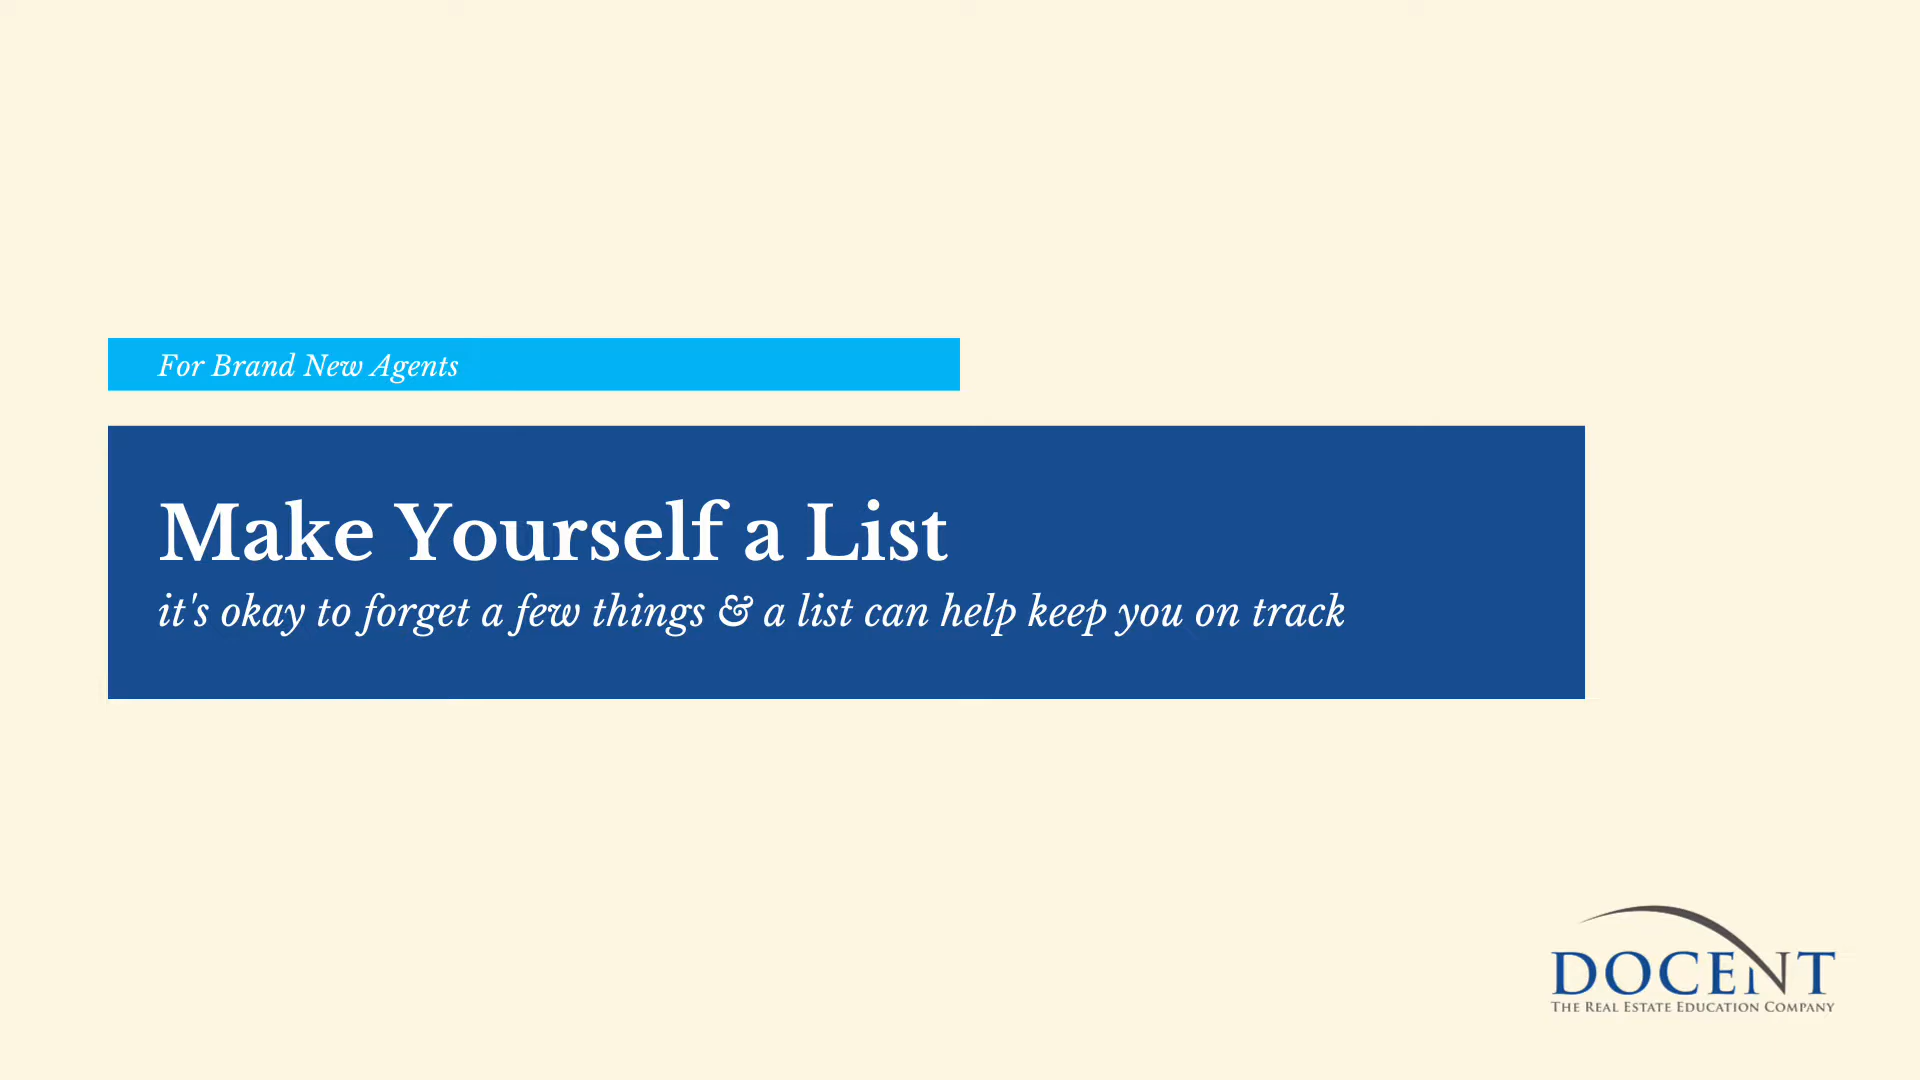 For Brand New Agents
Make Yourself a List
it's okay to forget a few things & a list can help keep you on track
DOCENT
The Real Estate Education Company